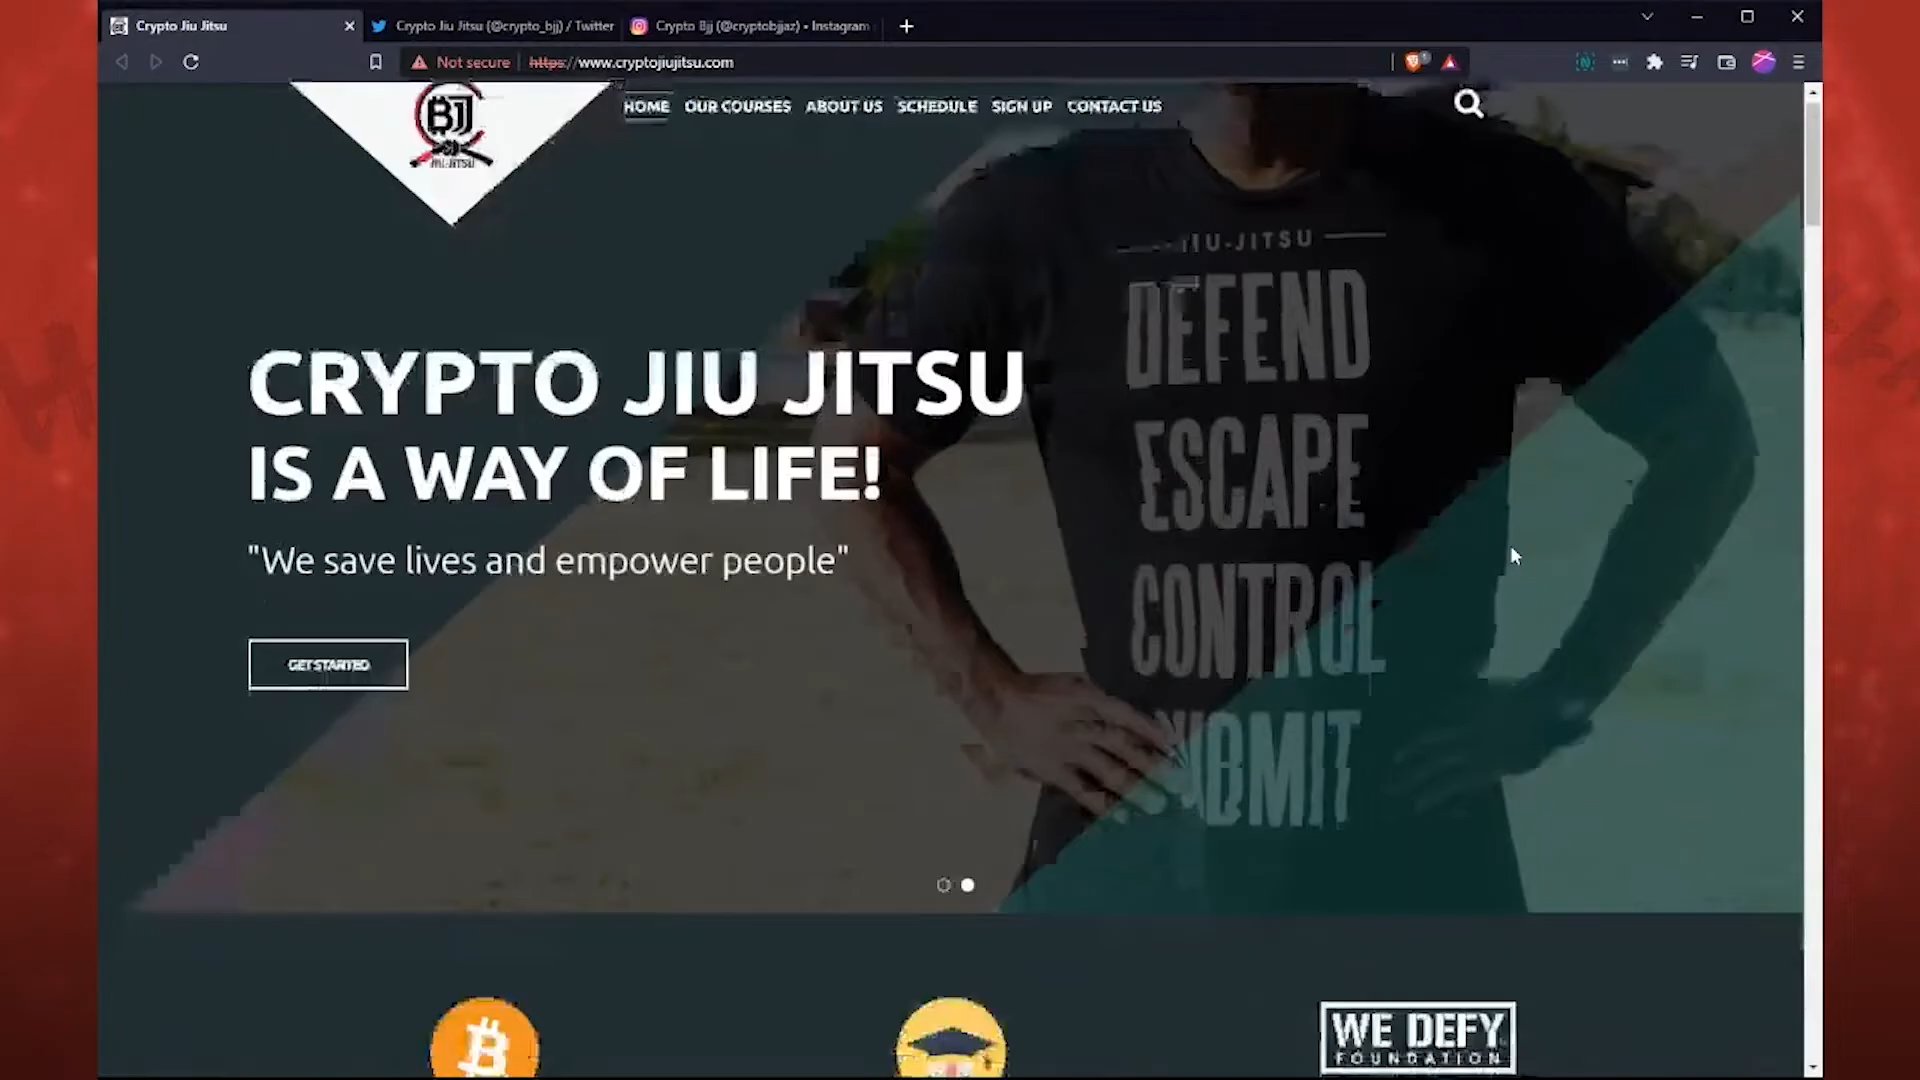 Crypto Jiu Jitsu
Crypto Jiu Jitsu (@crypto_bjj) / Twitter
Crypto Bjj (@cryptobjjaz) • Instagram
Not secure
https://www.cryptojiujitsu.com
BJJ
JIU-JITSU
HOME
OUR COURSES
ABOUT US
SCHEDULE
SIGN UP
CONTACT US
JIU-JITSU
DEFEND
ESCAPE
CONTROL
SUBMIT
CRYPTO JIU JITSU
IS A WAY OF LIFE!
"We save lives and empower people"
GET STARTED
WE DEFY
FOUNDATION